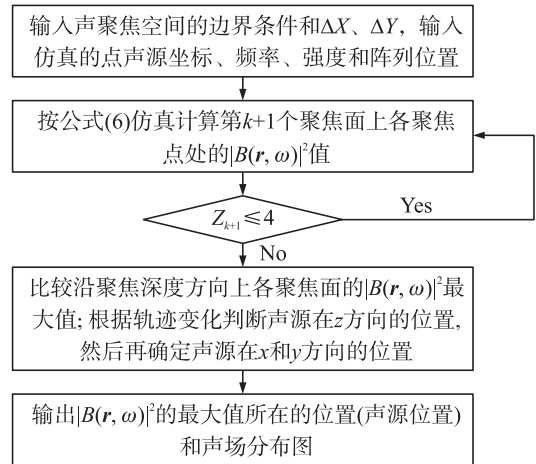 输入声聚焦空间的边界条件和ΔX、ΔY, 输入
仿真的点声源坐标、频率、强度和阵列位置
按公式(6)仿真计算第k+1个聚焦面上各聚焦
点处的|B(r, ω)|²值
Zₖ₊₁≤4
Yes
No
比较沿聚焦深度方向上各聚焦面的|B(r, ω)|²最
大值; 根据轨迹变化判断声源在z方向的位置,
然后再确定声源在x和y方向的位置
输出|B(r, ω)|²的最大值所在的位置(声源位置)
和声场分布图